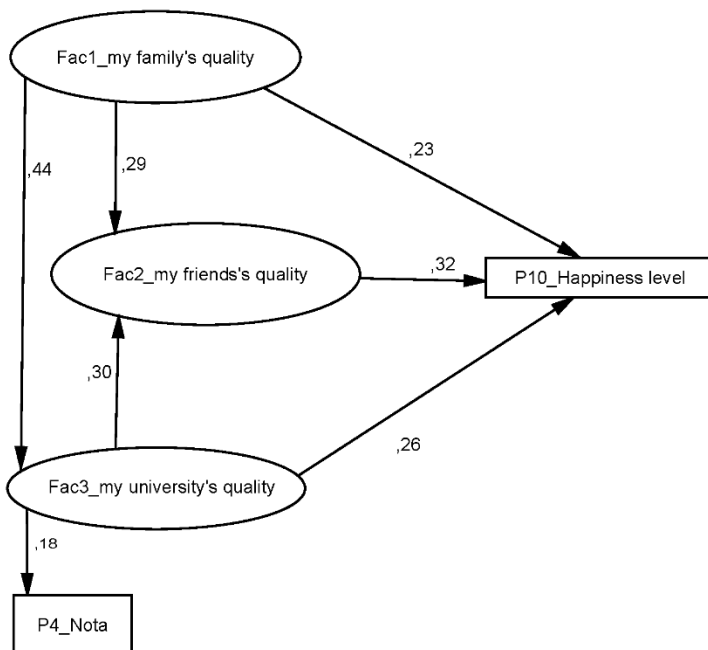 Fac1_my family's quality
,44
,29
,23
Fac2_my friends's quality
,32
P10_Happiness level
,30
,26
Fac3_my university's quality
,18
P4_Nota